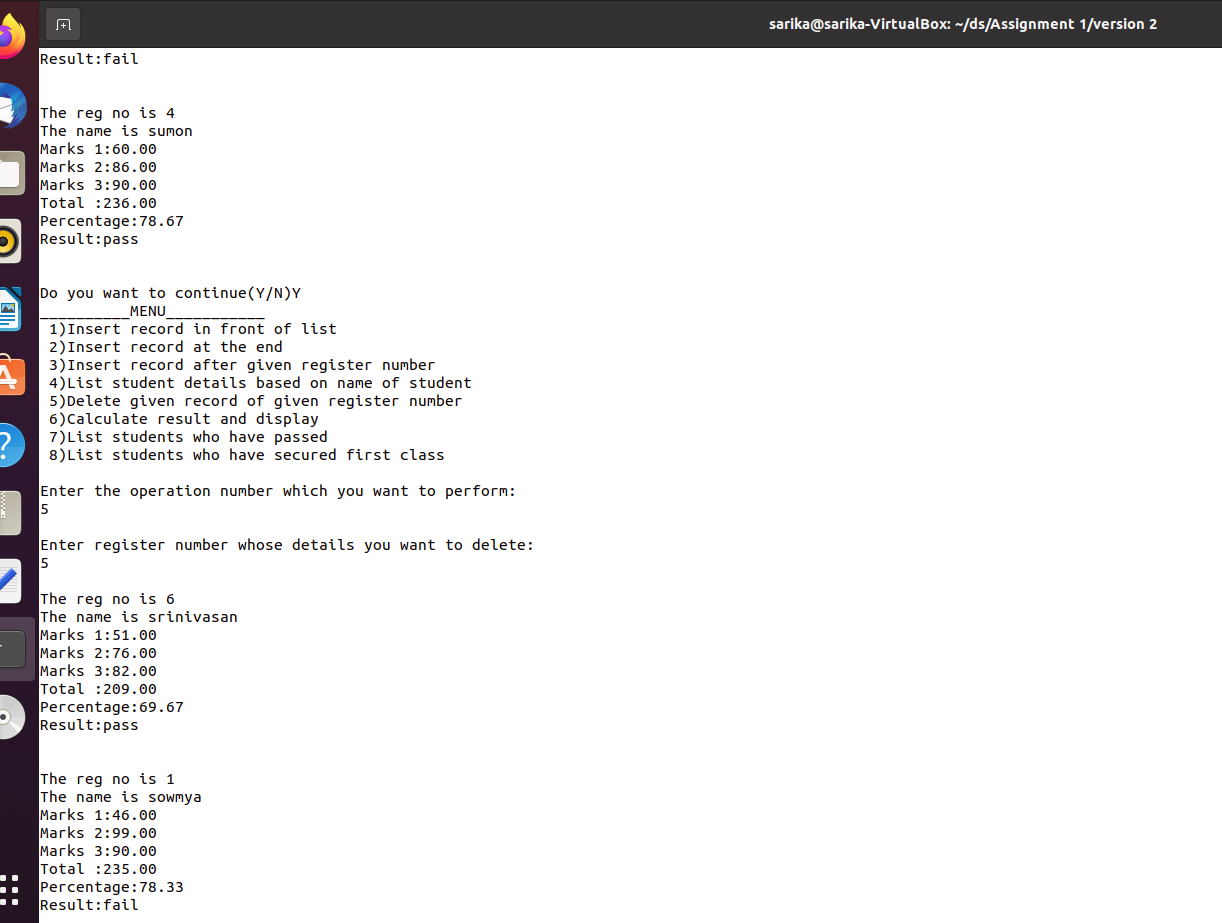 sarika@sarika-VirtualBox: ~/ds/Assignment 1/version 2
Result:fail
The reg no is 4
The name is sumon
Marks 1:60.00
Marks 2:86.00
Marks 3:90.00
Total :236.00
Percentage:78.67
Result:pass
Do you want to continue(Y/N)Y
__________MENU___________
1)Insert record in front of list
2)Insert record at the end
3)Insert record after given register number
4)List student details based on name of student
5)Delete given record of given register number
6)Calculate result and display
7)List students who have passed
8)List students who have secured first class
Enter the operation number which you want to perform:
5
Enter register number whose details you want to delete:
5
The reg no is 6
The name is srinivasan
Marks 1:51.00
Marks 2:76.00
Marks 3:82.00
Total :209.00
Percentage:69.67
Result:pass
The reg no is 1
The name is sowmya
Marks 1:46.00
Marks 2:99.00
Marks 3:90.00
Total :235.00
Percentage:78.33
Result:fail